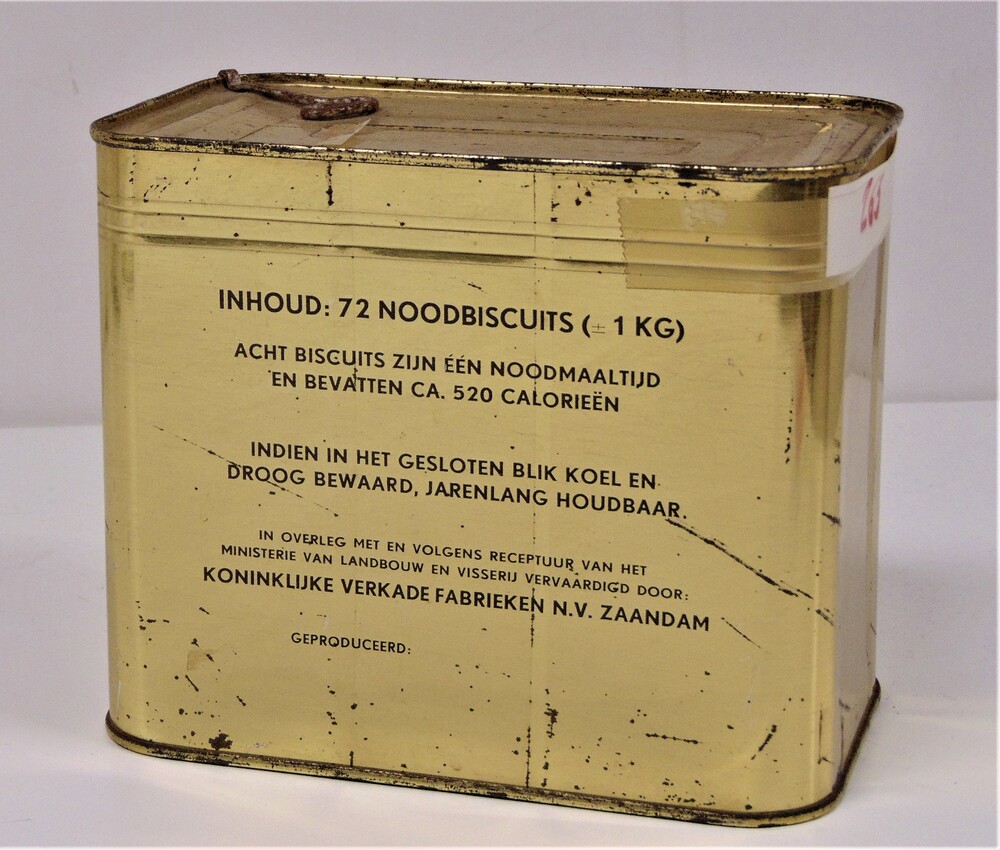 INHOUD: 72 NOODBISCUITS (± 1 KG)
ACHT BISCUITS ZIJN ÉÉN NOODMAALTIJD
EN BEVATTEN CA. 520 CALORIEËN
INDIEN IN HET GESLOTEN BLIK KOEL EN
DROOG BEWAARD, JARENLANG HOUDBAAR.
IN OVERLEG MET EN VOLGENS RECEPTUUR VAN HET
MINISTERIE VAN LANDBOUW EN VISSERIJ VERVAARDIGD DOOR:
KONINKLIJKE VERKADE FABRIEKEN N.V. ZAANDAM
GEPRODUCEERD: